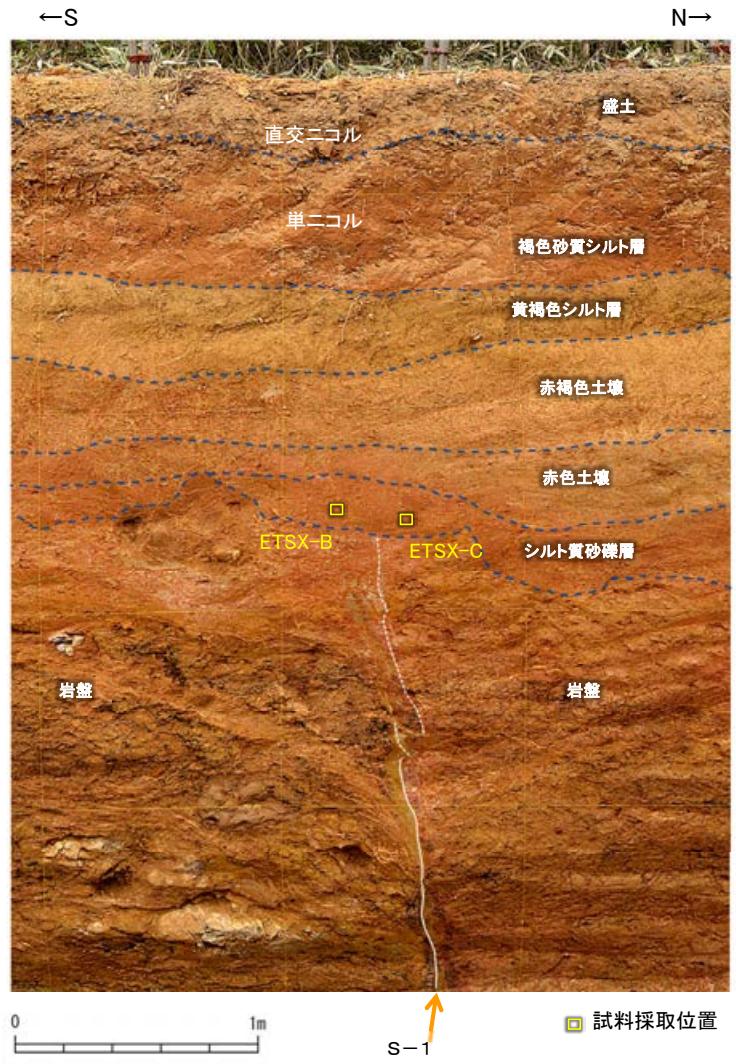 ←S
N→
盛土
直交ニコル
単ニコル
褐色砂質シルト層
黄褐色シルト層
赤褐色土壌
赤色土壌
ETSX-B
ETSX-C
シルト質砂礫層
岩盤
岩盤
0
1m
試料採取位置
S-1